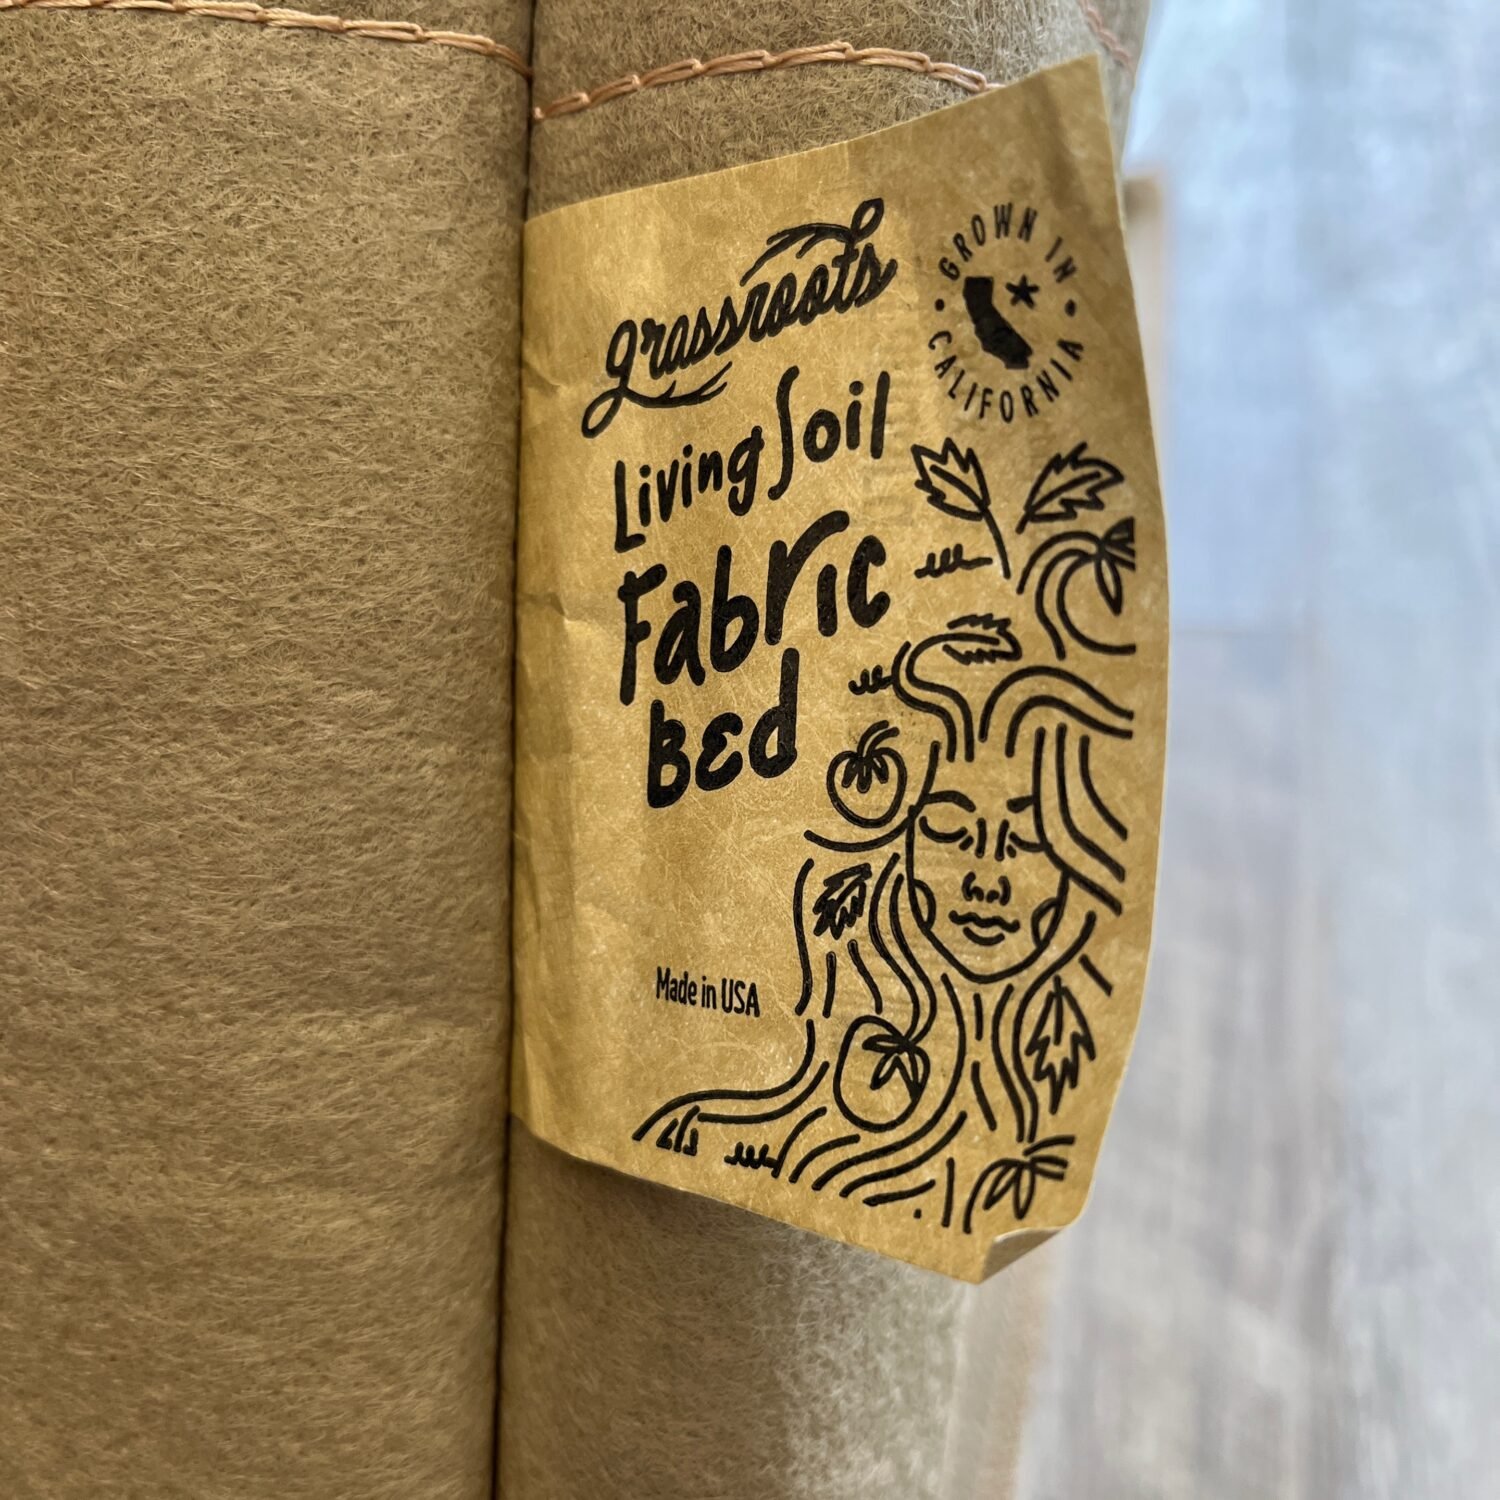 grassroots
GROWN IN
CALIFORNIA
Living Soil
Fabric
Bed
Made in USA